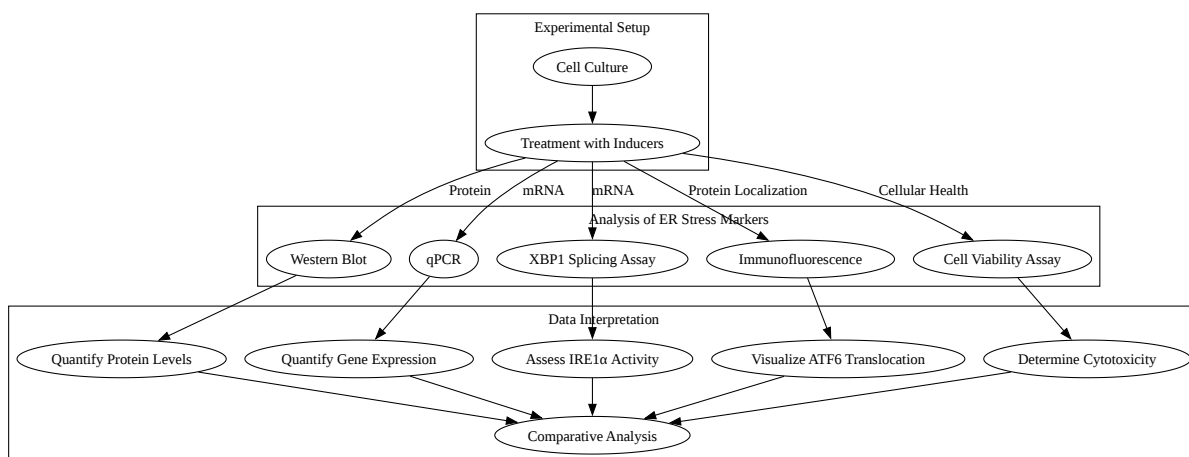 Experimental Setup
Cell Culture
Treatment with Inducers
Protein
mRNA
mRNA
Protein Localization
Cellular Health
Analysis of ER Stress Markers
Western Blot
qPCR
XBP1 Splicing Assay
Immunofluorescence
Cell Viability Assay
Data Interpretation
Quantify Protein Levels
Quantify Gene Expression
Assess IRE1α Activity
Visualize ATF6 Translocation
Determine Cytotoxicity
Comparative Analysis